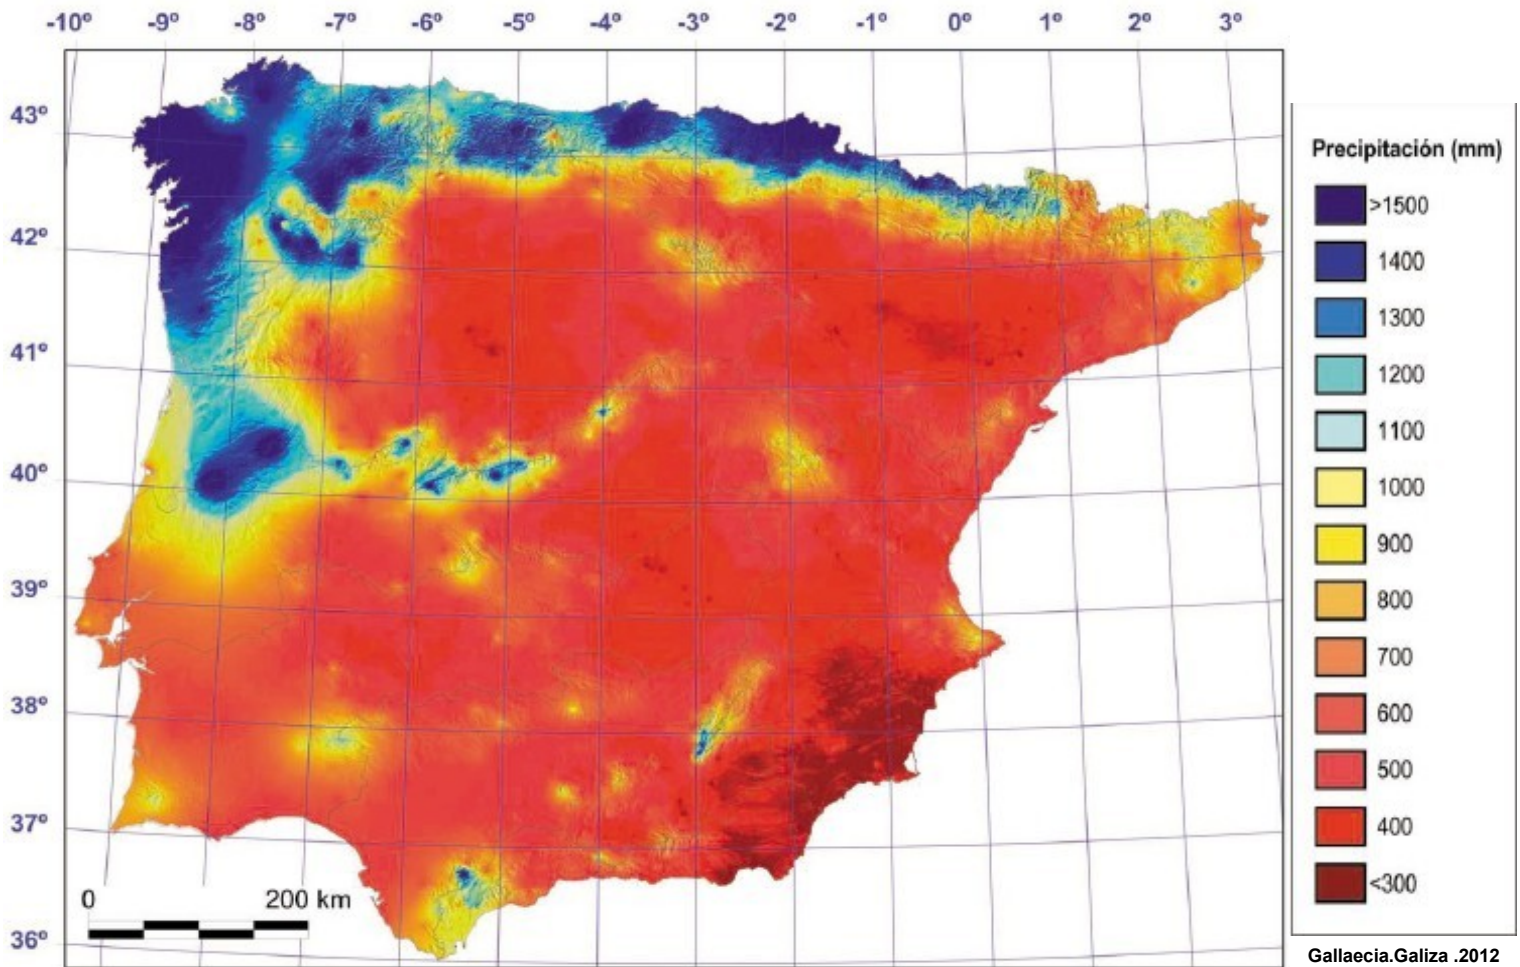 -10º -9º -8º -7º -6º -5º -4º -3º -2º -1º 0º 1º 2º 3º
43º
42º
41º
40º
39º
38º
37º
36º
0 200 km
Precipitación (mm)
>1500
1400
1300
1200
1100
1000
900
800
700
600
500
400
<300
Gallaecia.Galiza .2012